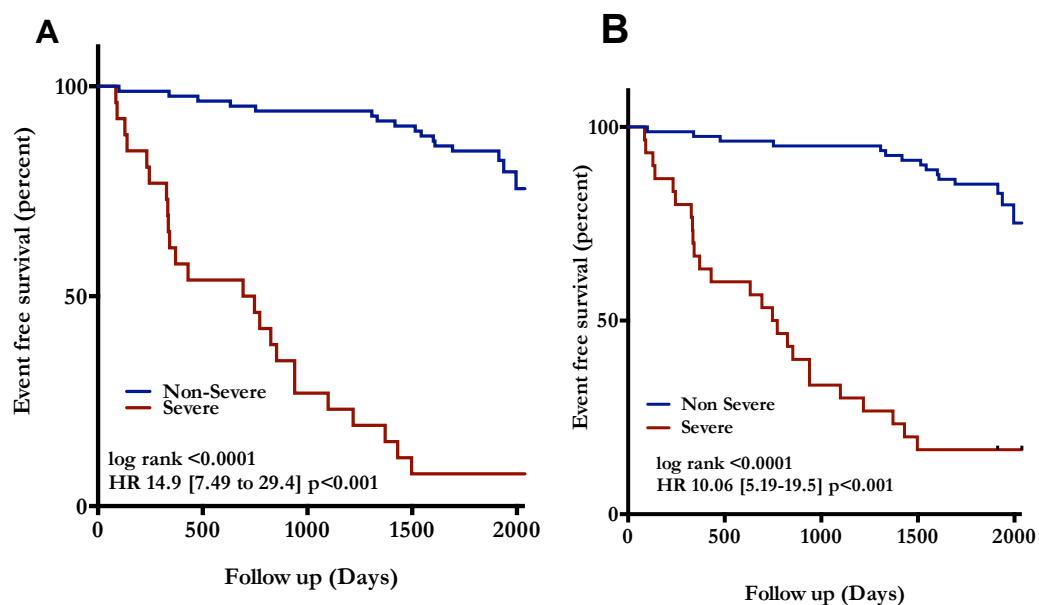 A
Event free survival (percent)
100
50
0
Non-Severe
Severe
log rank <0.0001
HR 14.9 [7.49 to 29.4] p<0.001
0 500 1000 1500 2000
Follow up (Days)
B
Event free survival (percent)
100
50
0
Non Severe
Severe
log rank <0.0001
HR 10.06 [5.19-19.5] p<0.001
0 500 1000 1500 2000
Follow up (Days)